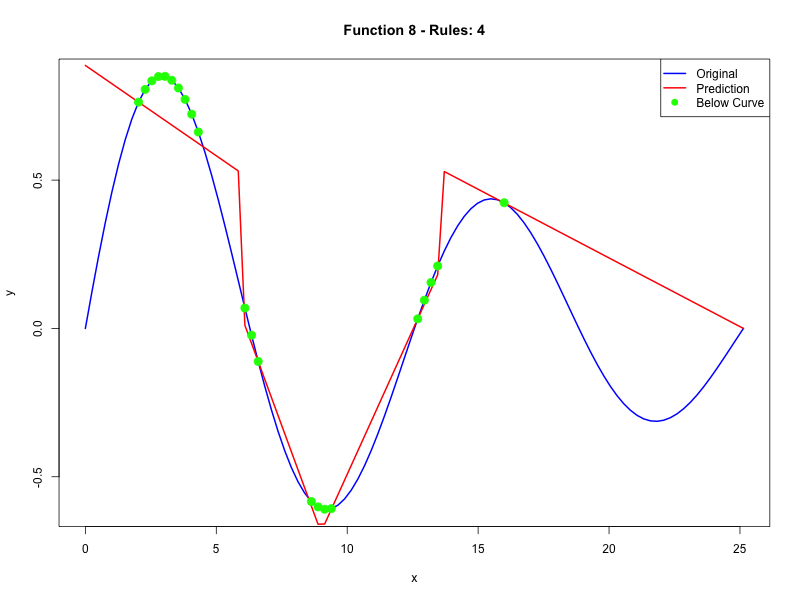 Function 8 - Rules: 4
Original
Prediction
Below Curve
y
0.5
0.0
-0.5
0 5 10 15 20 25
x